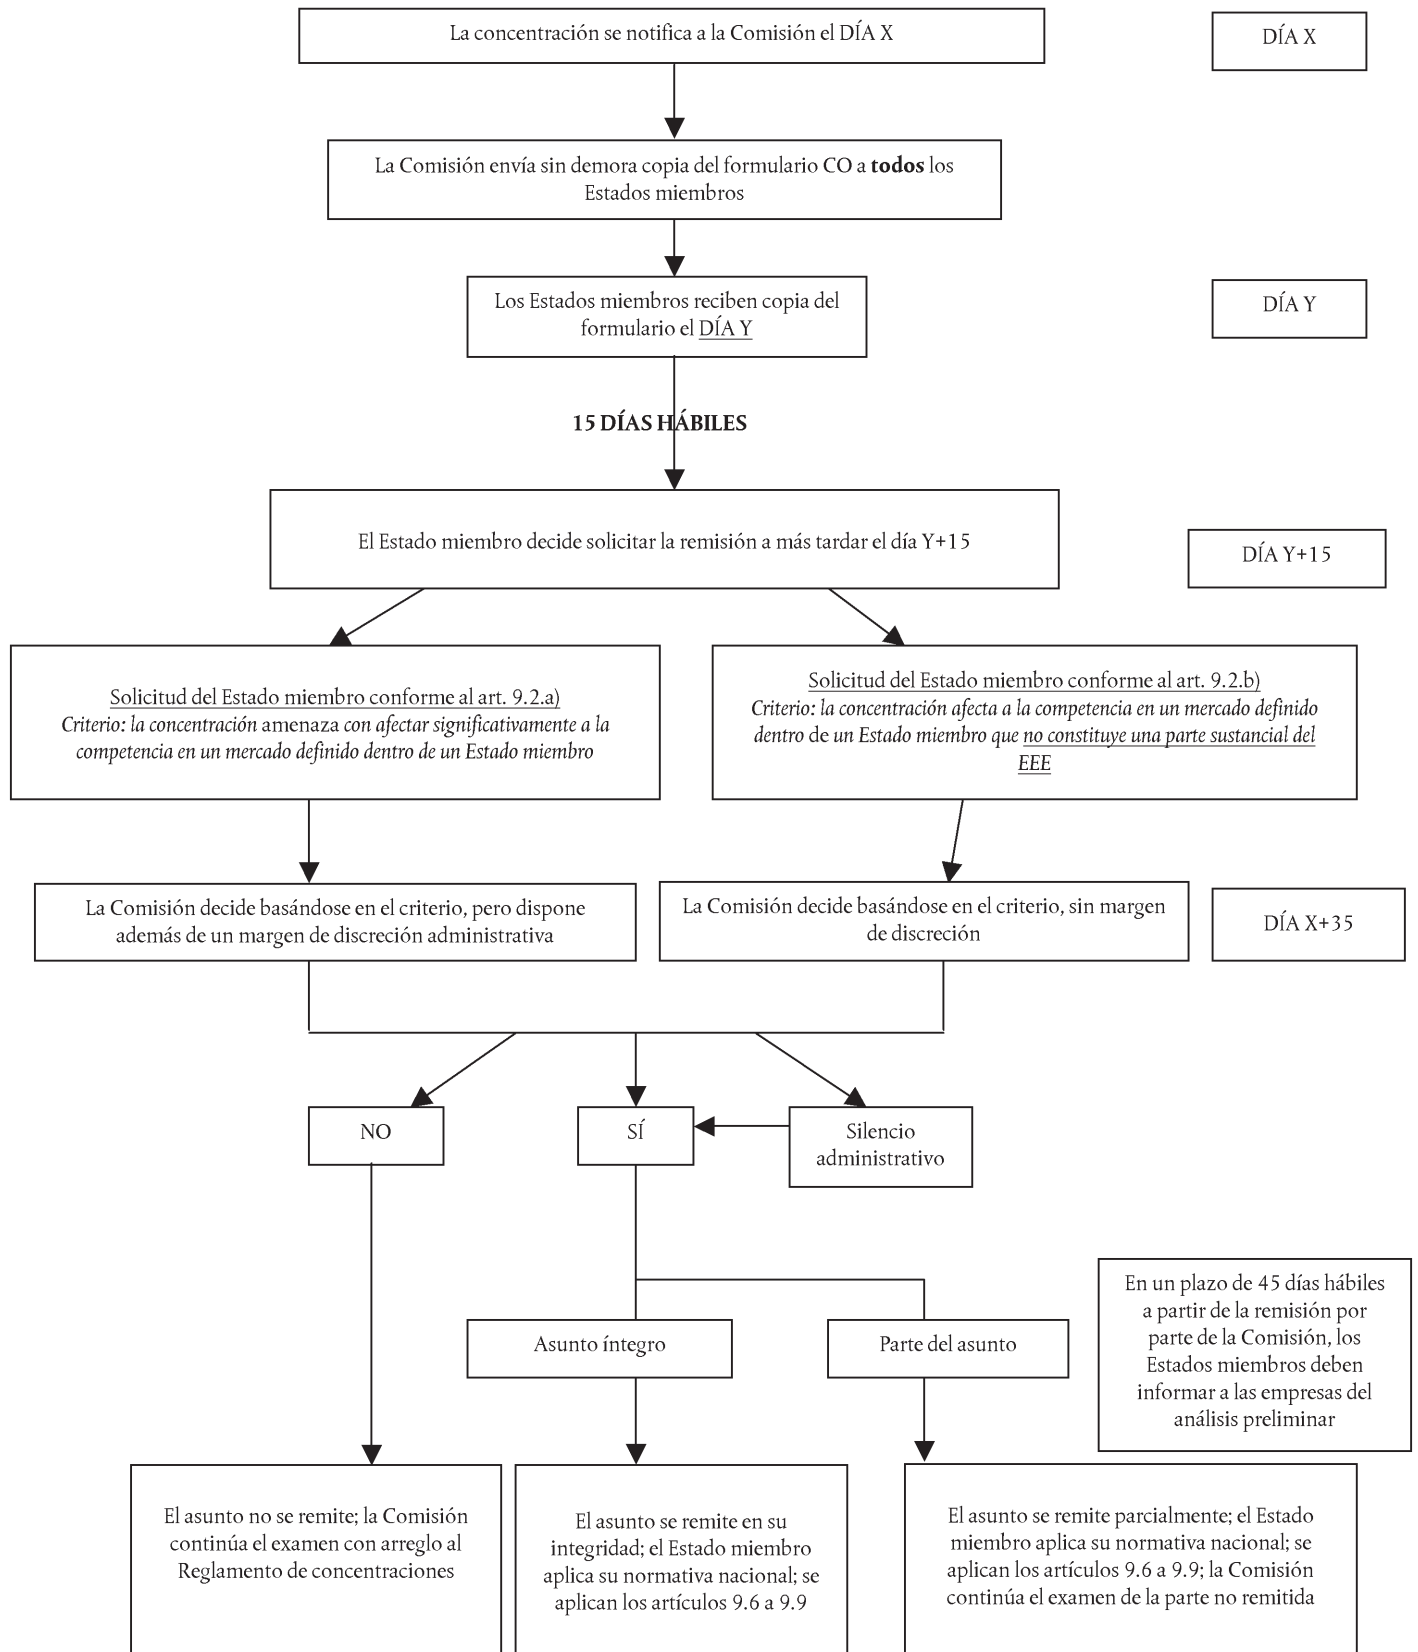 La concentración se notifica a la Comisión el DÍA X
DÍA X
La Comisión envía sin demora copia del formulario CO a todos los
Estados miembros
Los Estados miembros reciben copia del
formulario el DÍA Y
DÍA Y
15 DÍAS HÁBILES
El Estado miembro decide solicitar la remisión a más tardar el día Y+15
DÍA Y+15
Solicitud del Estado miembro conforme al art. 9.2.a)
Criterio: la concentración amenaza con afectar significativamente a la
competencia en un mercado definido dentro de un Estado miembro
Solicitud del Estado miembro conforme al art. 9.2.b)
Criterio: la concentración afecta a la competencia en un mercado definido
dentro de un Estado miembro que no constituye una parte sustancial del
EEE
La Comisión decide basándose en el criterio, pero dispone
además de un margen de discreción administrativa
La Comisión decide basándose en el criterio, sin margen
de discreción
DÍA X+35
NO
SÍ
Silencio
administrativo
Asunto íntegro
Parte del asunto
En un plazo de 45 días hábiles
a partir de la remisión por
parte de la Comisión, los
Estados miembros deben
informar a las empresas del
análisis preliminar
El asunto no se remite; la Comisión
continúa el examen con arreglo al
Reglamento de concentraciones
El asunto se remite en su
integridad; el Estado miembro
aplica su normativa nacional; se
aplican los artículos 9.6 a 9.9
El asunto se remite parcialmente; el Estado
miembro aplica su normativa nacional; se
aplican los artículos 9.6 a 9.9; la Comisión
continúa el examen de la parte no remitida